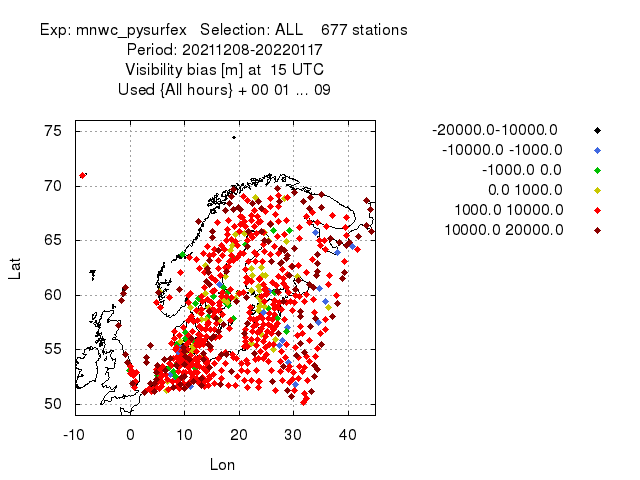 Exp: mnwc_pysurfex   Selection: ALL    677 stations
Period: 20211208-20220117
Visibility bias [m] at  15 UTC
Used {All hours} + 00 01 ... 09
75
70
65
60
55
50
-10 0 10 20 30 40
Lat
Lon
-20000.0-10000.0
-10000.0 -1000.0
-1000.0 0.0
0.0 1000.0
1000.0 10000.0
10000.0 20000.0